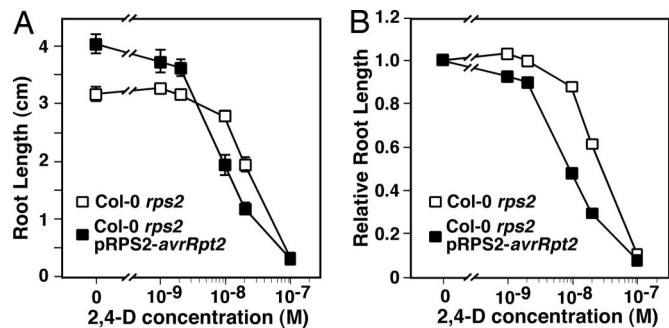 A
Root Length (cm)
4
3
2
1
0
Col-0 rps2
Col-0 rps2
pRPS2-avrRpt2
0
10⁻⁹
10⁻⁸
10⁻⁷
2,4-D concentration (M)
B
Relative Root Length
1.2
1.0
0.8
0.6
0.4
0.2
0
Col-0 rps2
Col-0 rps2
pRPS2-avrRpt2
0
10⁻⁹
10⁻⁸
10⁻⁷
2,4-D concentration (M)